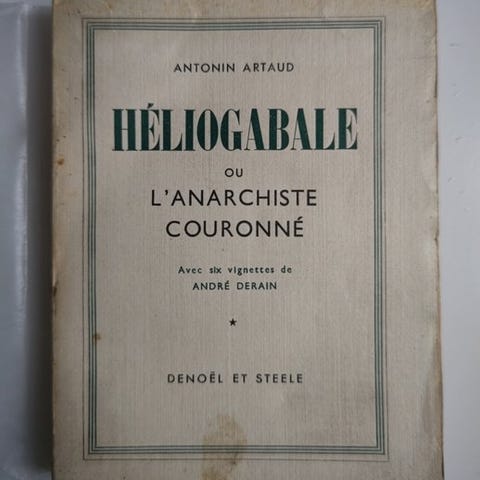 ANTONIN ARTAUD
HÉLIOGABALE
OU
L'ANARCHISTE
COURONNÉ
Avec six vignettes de
ANDRÉ DERAIN
★
DENOËL ET STEELE